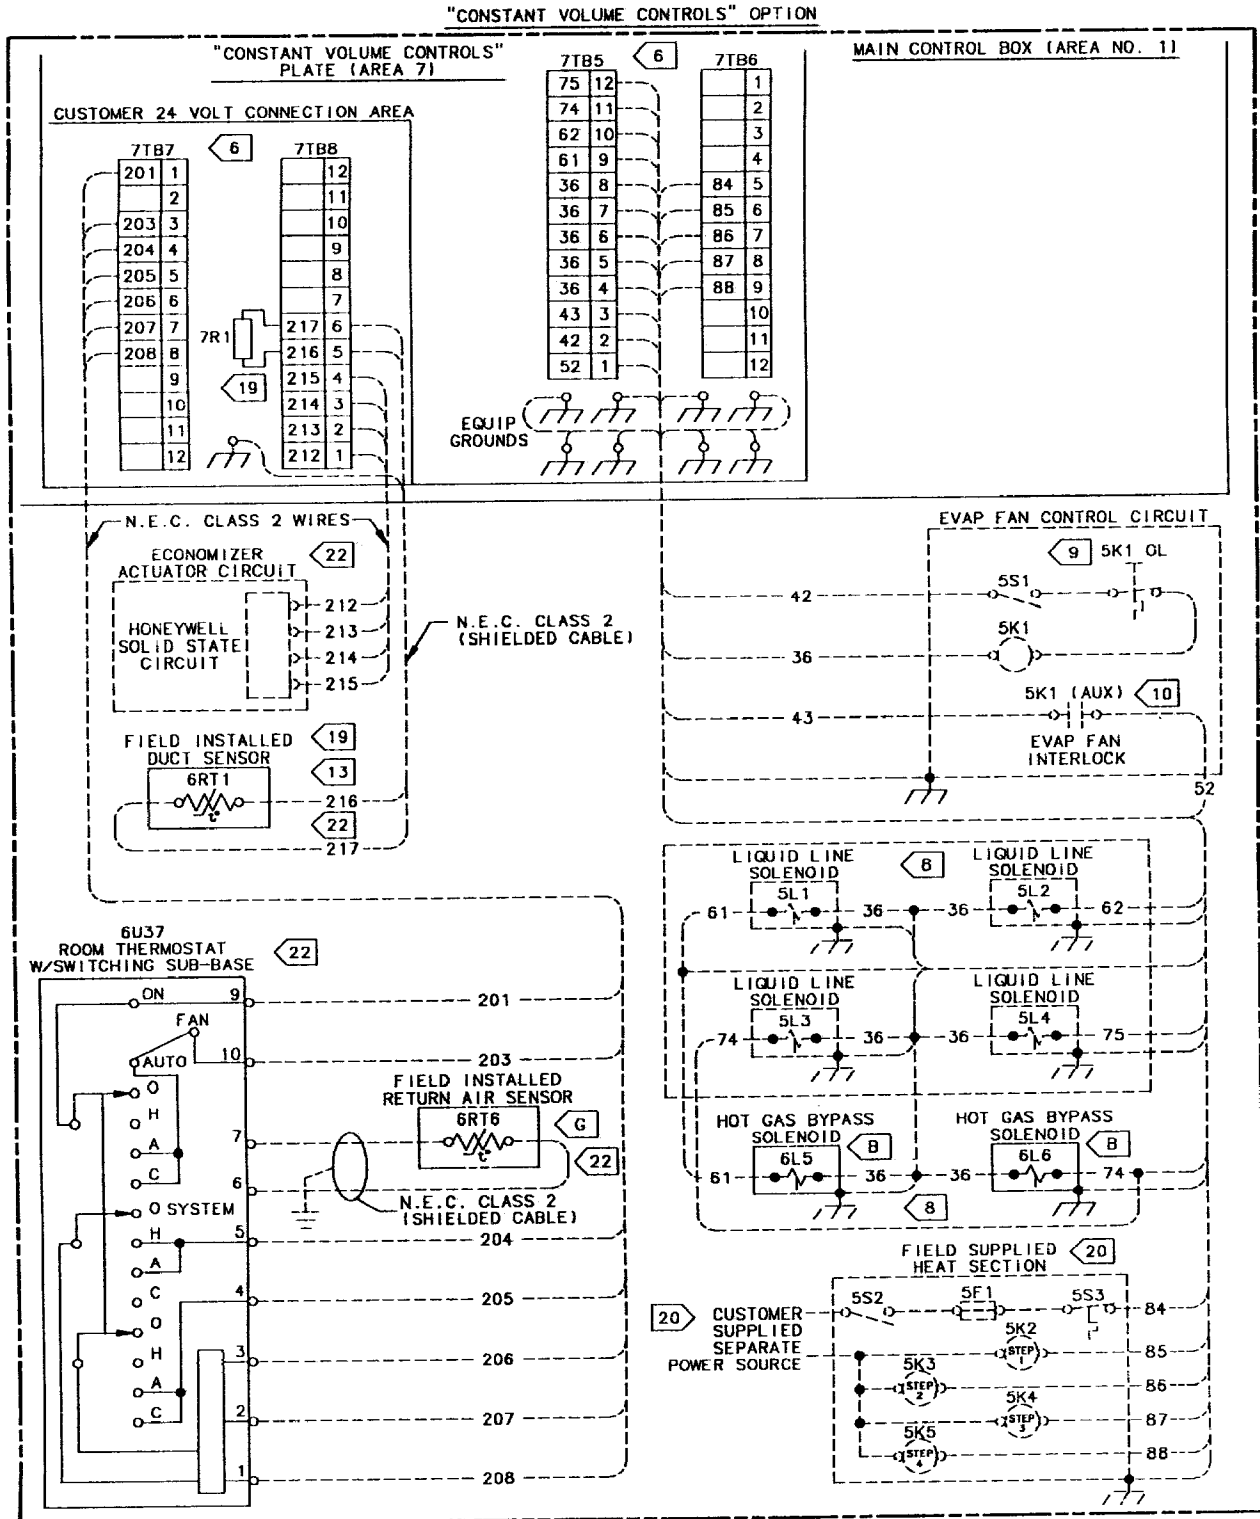 "CONSTANT VOLUME CONTROLS" OPTION
"CONSTANT VOLUME CONTROLS"
PLATE (AREA 7)
MAIN CONTROL BOX (AREA NO. 1)
CUSTOMER 24 VOLT CONNECTION AREA
7TB5
6
7TB6
75 12
74 11
62 10
61 9
36 8
36 7
36 6
36 5
36 4
43 3
42 2
52 1
1
2
3
4
84 5
85 6
86 7
87 8
88 9
10
11
12
7TB7
6
7TB8
201 1
2
203 3
204 4
205 5
206 6
207 7
208 8
9
10
11
12
12
11
10
9
8
7
217 6
216 5
215 4
214 3
213 2
212 1
7R1
19
EQUIP
GROUNDS
N.E.C. CLASS 2 WIRES
ECONOMIZER
ACTUATOR CIRCUIT
22
HONEYWELL
SOLID STATE
CIRCUIT
212
213
214
215
N.E.C. CLASS 2
(SHIELDED CABLE)
FIELD INSTALLED
DUCT SENSOR
19
6RT1
13
t°
216
22
217
EVAP FAN CONTROL CIRCUIT
9
5K1 OL
5S1
42
5K1
36
5K1 (AUX)
10
43
EVAP FAN
INTERLOCK
52
LIQUID LINE
SOLENOID
8
LIQUID LINE
SOLENOID
5L1
5L2
61
36
36
62
LIQUID LINE
SOLENOID
LIQUID LINE
SOLENOID
5L3
5L4
74
36
36
75
HOT GAS BYPASS
SOLENOID
B
HOT GAS BYPASS
SOLENOID
B
6L5
6L6
61
36
36
74
8
6U37
ROOM THERMOSTAT
W/SWITCHING SUB-BASE
22
ON
9
201
FAN
AUTO
10
203
O
H
A
C
7
6
FIELD INSTALLED
RETURN AIR SENSOR
6RT6
G
t°
22
N.E.C. CLASS 2
(SHIELDED CABLE)
O SYSTEM
H
A
C
O
H
A
C
5
204
4
205
3
206
2
207
1
208
FIELD SUPPLIED
HEAT SECTION
20
20
CUSTOMER
SUPPLIED
SEPARATE
POWER SOURCE
5S2
5F1
5S3
84
5K2
STEP
1
85
5K3
STEP
2
86
5K4
STEP
3
87
5K5
STEP
4
88